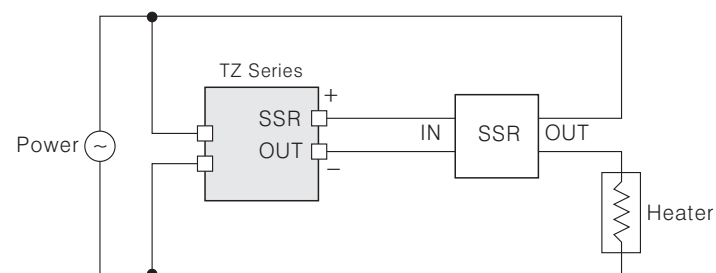 TZ Series
+
SSR
OUT
−
Power
~
IN
SSR
OUT
Heater